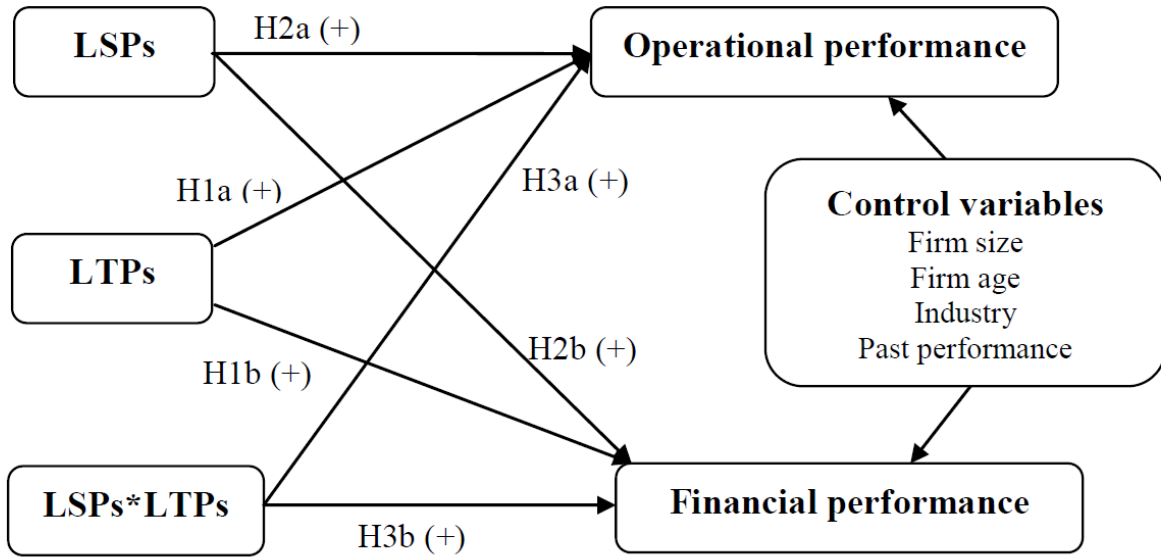 LSPs
H2a (+)
Operational performance
H1a (+)
H3a (+)
Control variables
Firm size
Firm age
Industry
Past performance
LTPs
H2b (+)
H1b (+)
LSPs*LTPs
H3b (+)
Financial performance